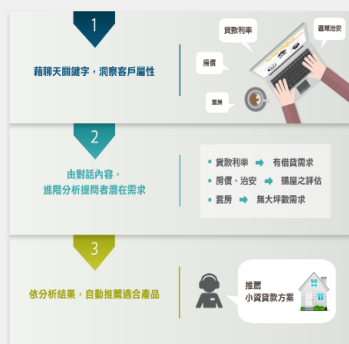 1
藉聊天關鍵字，洞察客戶屬性
貸款利率
區域治安
房價
套房
2
由對話內容，
進階分析提問者潛在需求
• 貸款利率 ➡ 有借貸需求
• 房價、治安 ➡ 購屋之評估
• 套房 ➡ 無大坪數需求
3
依分析結果，自動推薦適合產品
推薦
小資貸款方案